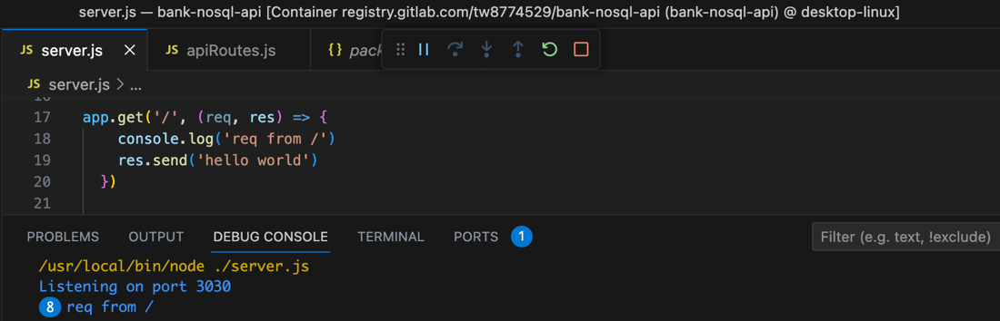 server.js — bank-nosql-api [Container registry.gitlab.com/tw8774529/bank-nosql-api (bank-nosql-api) @ desktop-linux]
JS server.js × JS apiRoutes.js {} pack
JS server.js > ...
16
17 app.get('/', (req, res) => {
18 console.log('req from /')
19 res.send('hello world')
20 })
21
PROBLEMS OUTPUT DEBUG CONSOLE TERMINAL PORTS 1 Filter (e.g. text, !exclude)
/usr/local/bin/node ./server.js
Listening on port 3030
8 req from /